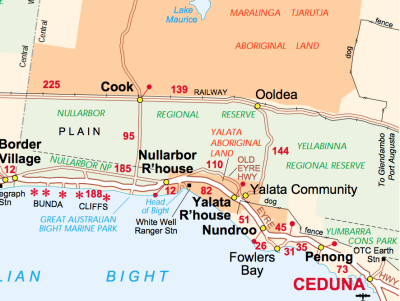 Lake
Maurice
MARALINGA TJARUTJA
ABORIGINAL LAND
Central
Central
fence
dog
225
Cook
139
RAILWAY
Ooldea
fence
NULLARBOR
REGIONAL RESERVE
PLAIN
95
YALATA
ABORIGINAL
LAND
144
YELLABINNA
REGIONAL RESERVE
To Glendambo
Port Augusta
Border
Village
12
NULLARBOR NP
185
Nullarbor
R'house
110
OLD
EYRE
HWY
dog
188
BUNDA CLIFFS
12
82
Yalata Community
egraph
Stn
GREAT AUSTRALIAN
BIGHT MARINE PARK
Head of
Bight
White Well
Ranger Stn
Yalata
R'house
51
EYRE
45
fence
YUMBARRA
CONS PARK
Nundroo
26
31
35
OTC Earth
Stn
LIAN BIGHT
Fowlers
Bay
Penong
73
HWY
CEDUNA